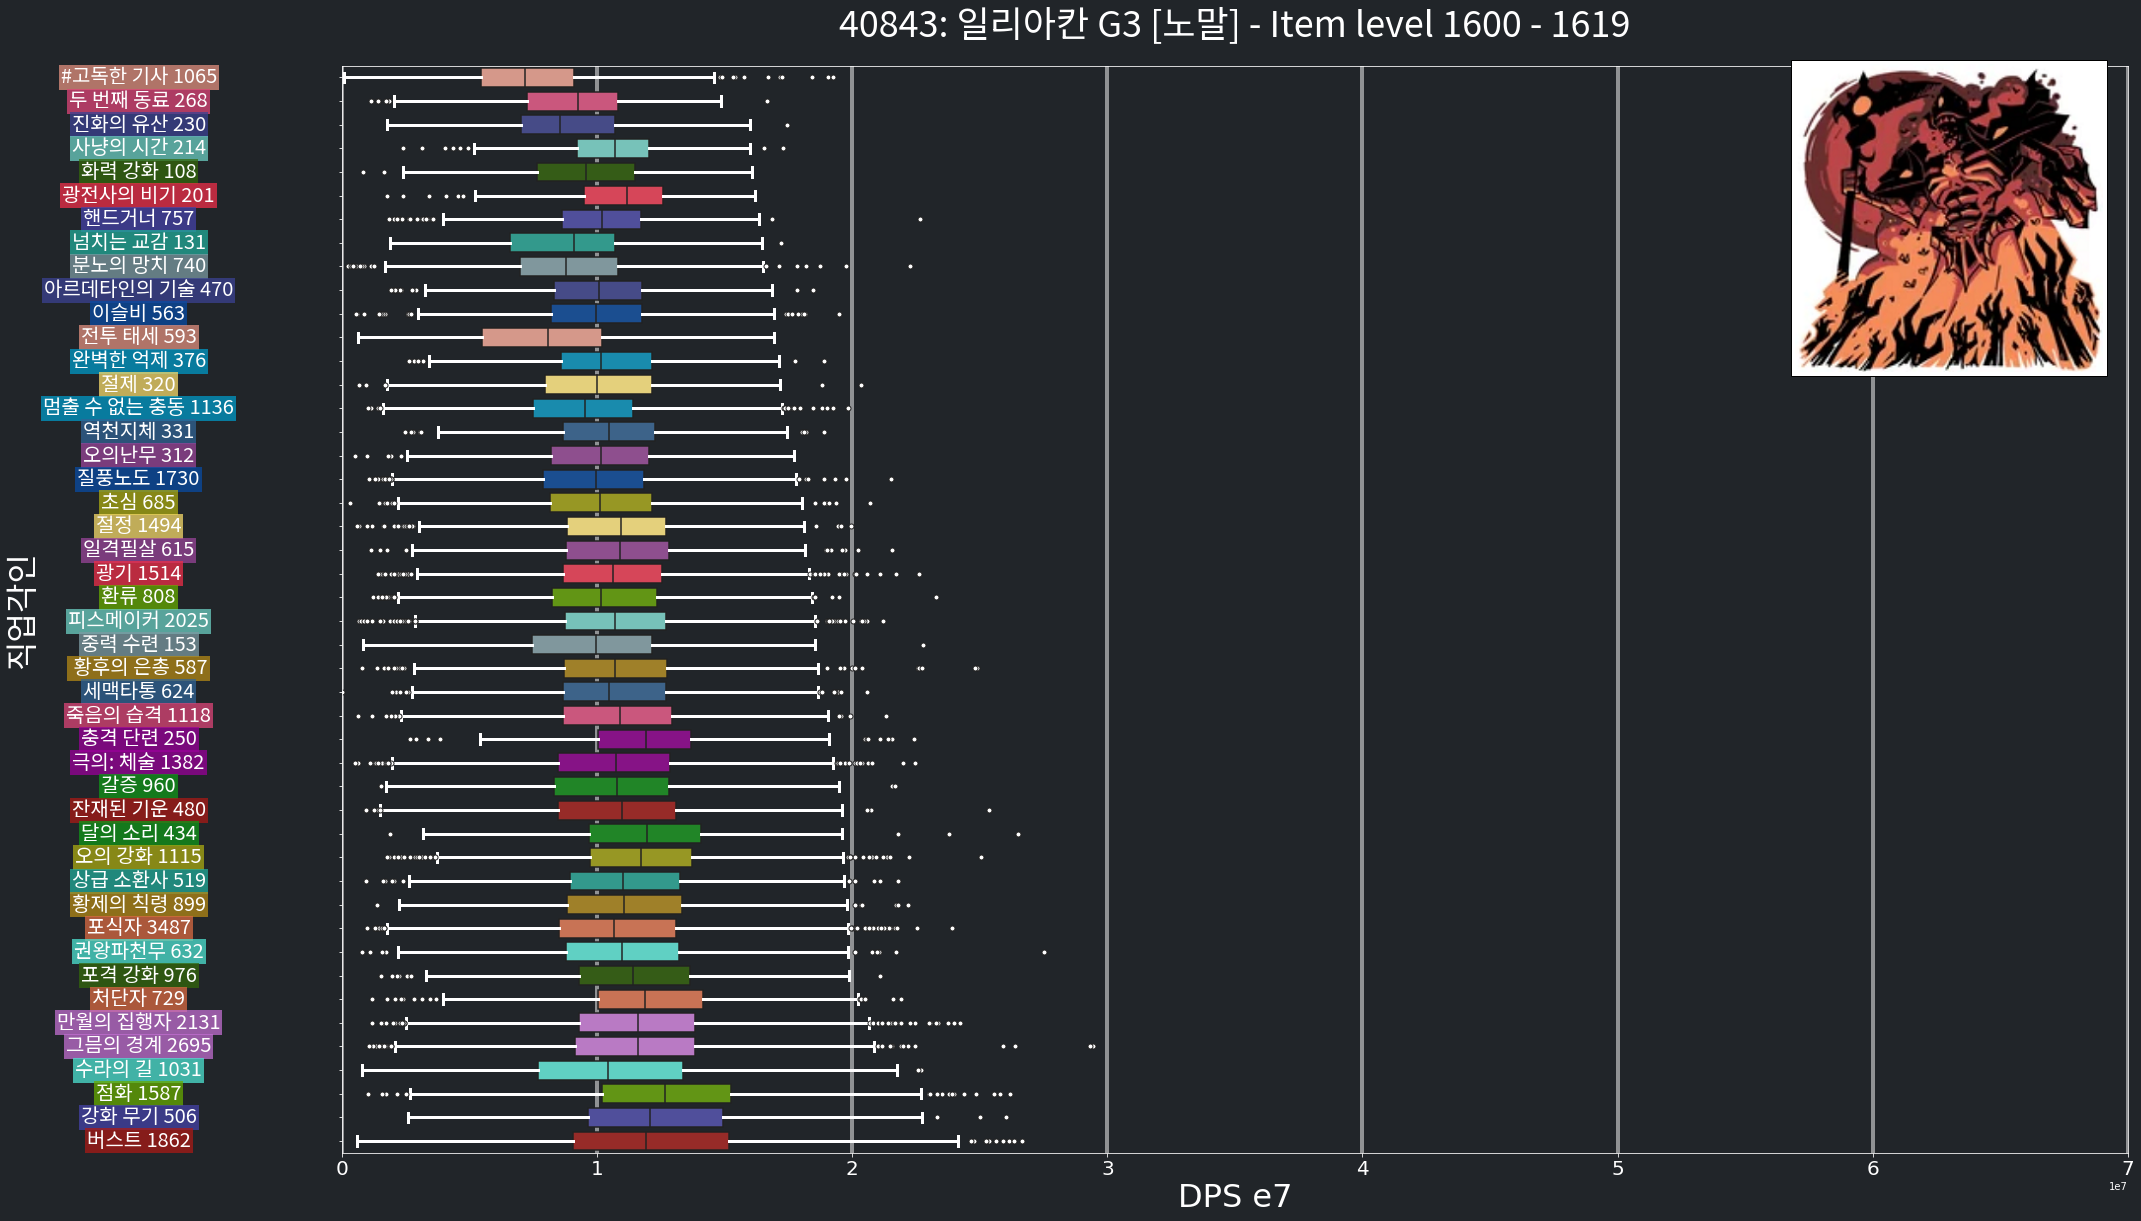 40843: 일리아칸 G3 [노말] - Item level 1600 - 1619
#고독한 기사 1065
두 번째 동료 268
진화의 유산 230
사냥의 시간 214
화력 강화 108
광전사의 비기 201
핸드거너 757
넘치는 교감 131
분노의 망치 740
아르데타인의 기술 470
이슬비 563
전투 태세 593
완벽한 억제 376
절제 320
멈출 수 없는 충동 1136
역천지체 331
오의난무 312
질풍노도 1730
초심 685
절정 1494
일격필살 615
광기 1514
환류 808
피스메이커 2025
중력 수련 153
황후의 은총 587
세맥타통 624
죽음의 습격 1118
충격 단련 250
극의: 체술 1382
갈증 960
잔재된 기운 480
달의 소리 434
오의 강화 1115
상급 소환사 519
황제의 칙령 899
포식자 3487
권왕파천무 632
포격 강화 976
처단자 729
만월의 집행자 2131
그믐의 경계 2695
수라의 길 1031
점화 1587
강화 무기 506
버스트 1862
직업각인
0 1 2 3 4 5 6 7
DPS e7
1e7